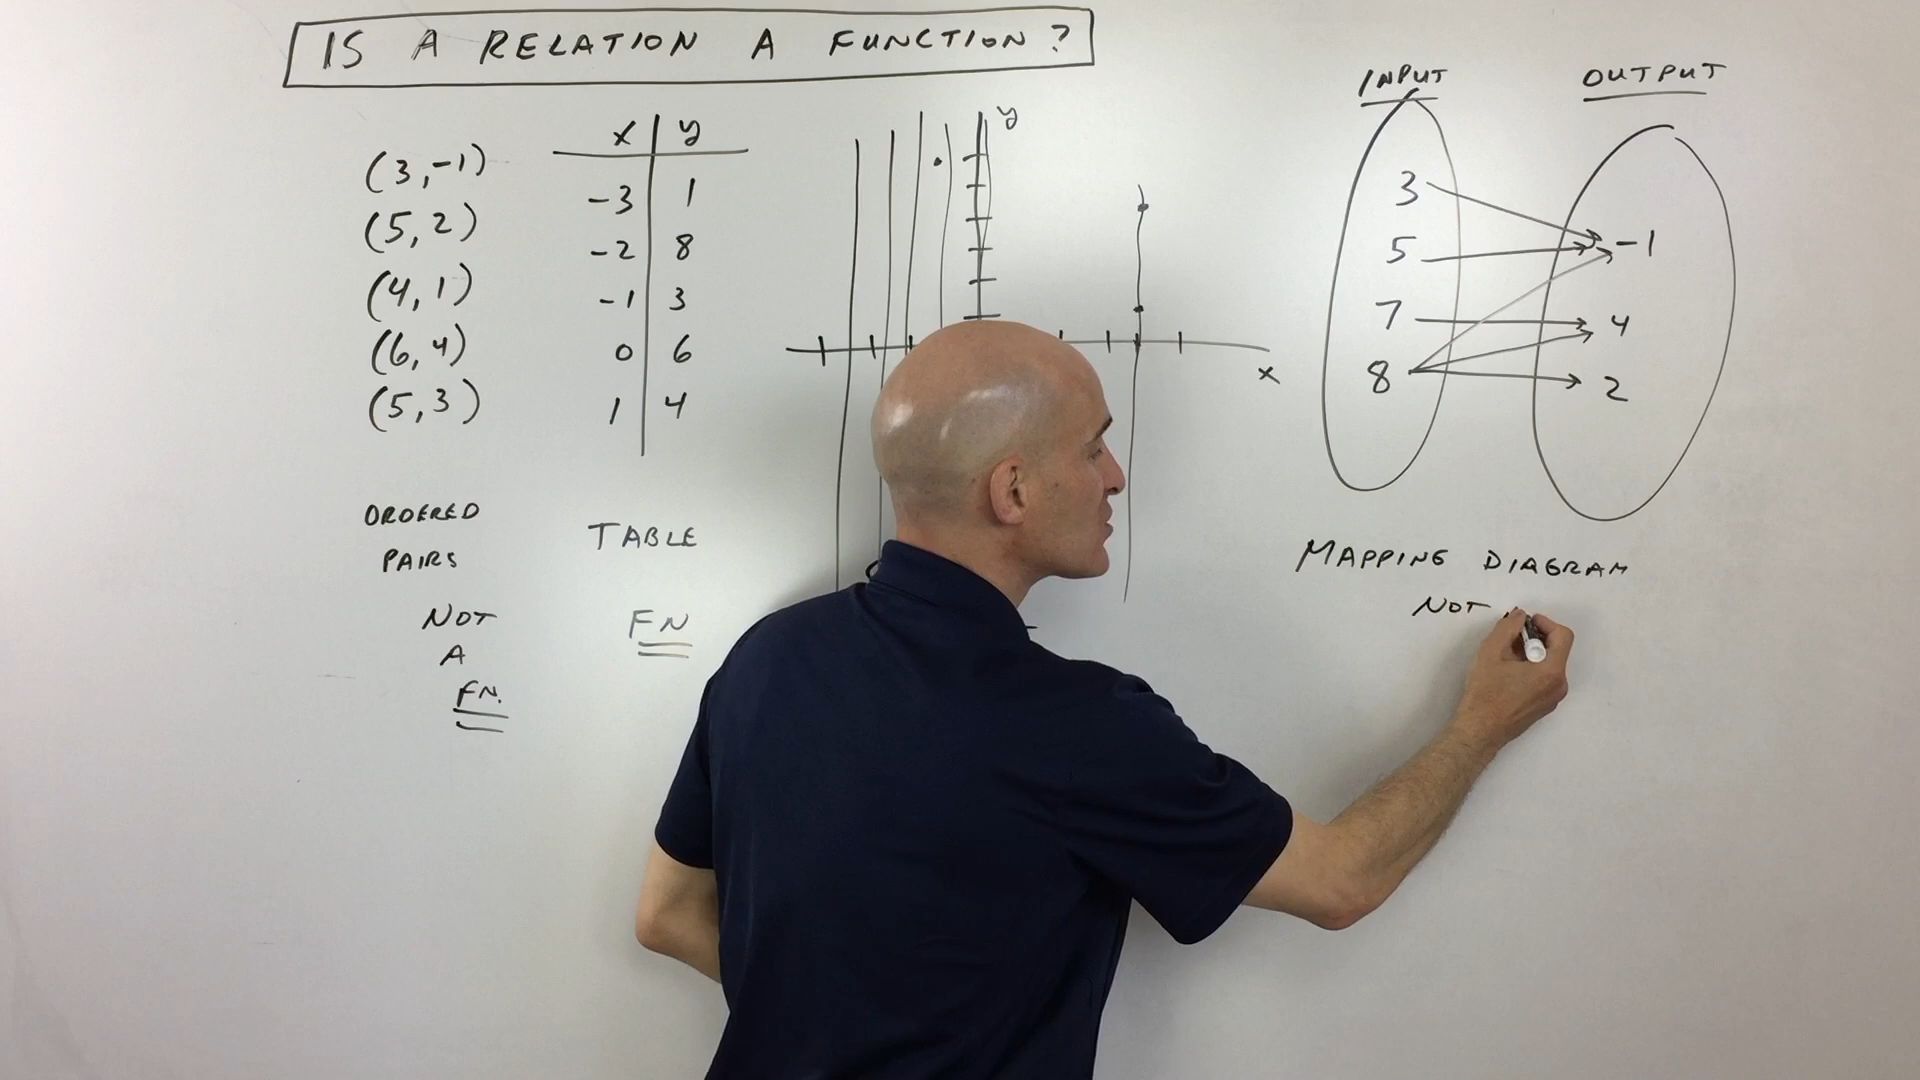 IS A RELATION A FUNCTION?
(3,-1)
(5,2)
(4,1)
(6,4)
(5,3)
ORDERED
PAIRS
NOT
A
FN.
x y
-3 1
-2 8
-1 3
0 6
1 4
TABLE
FN
y
x
INPUT OUTPUT
3
5
7
8
-1
4
2
MAPPING DIAGRAM
NOT